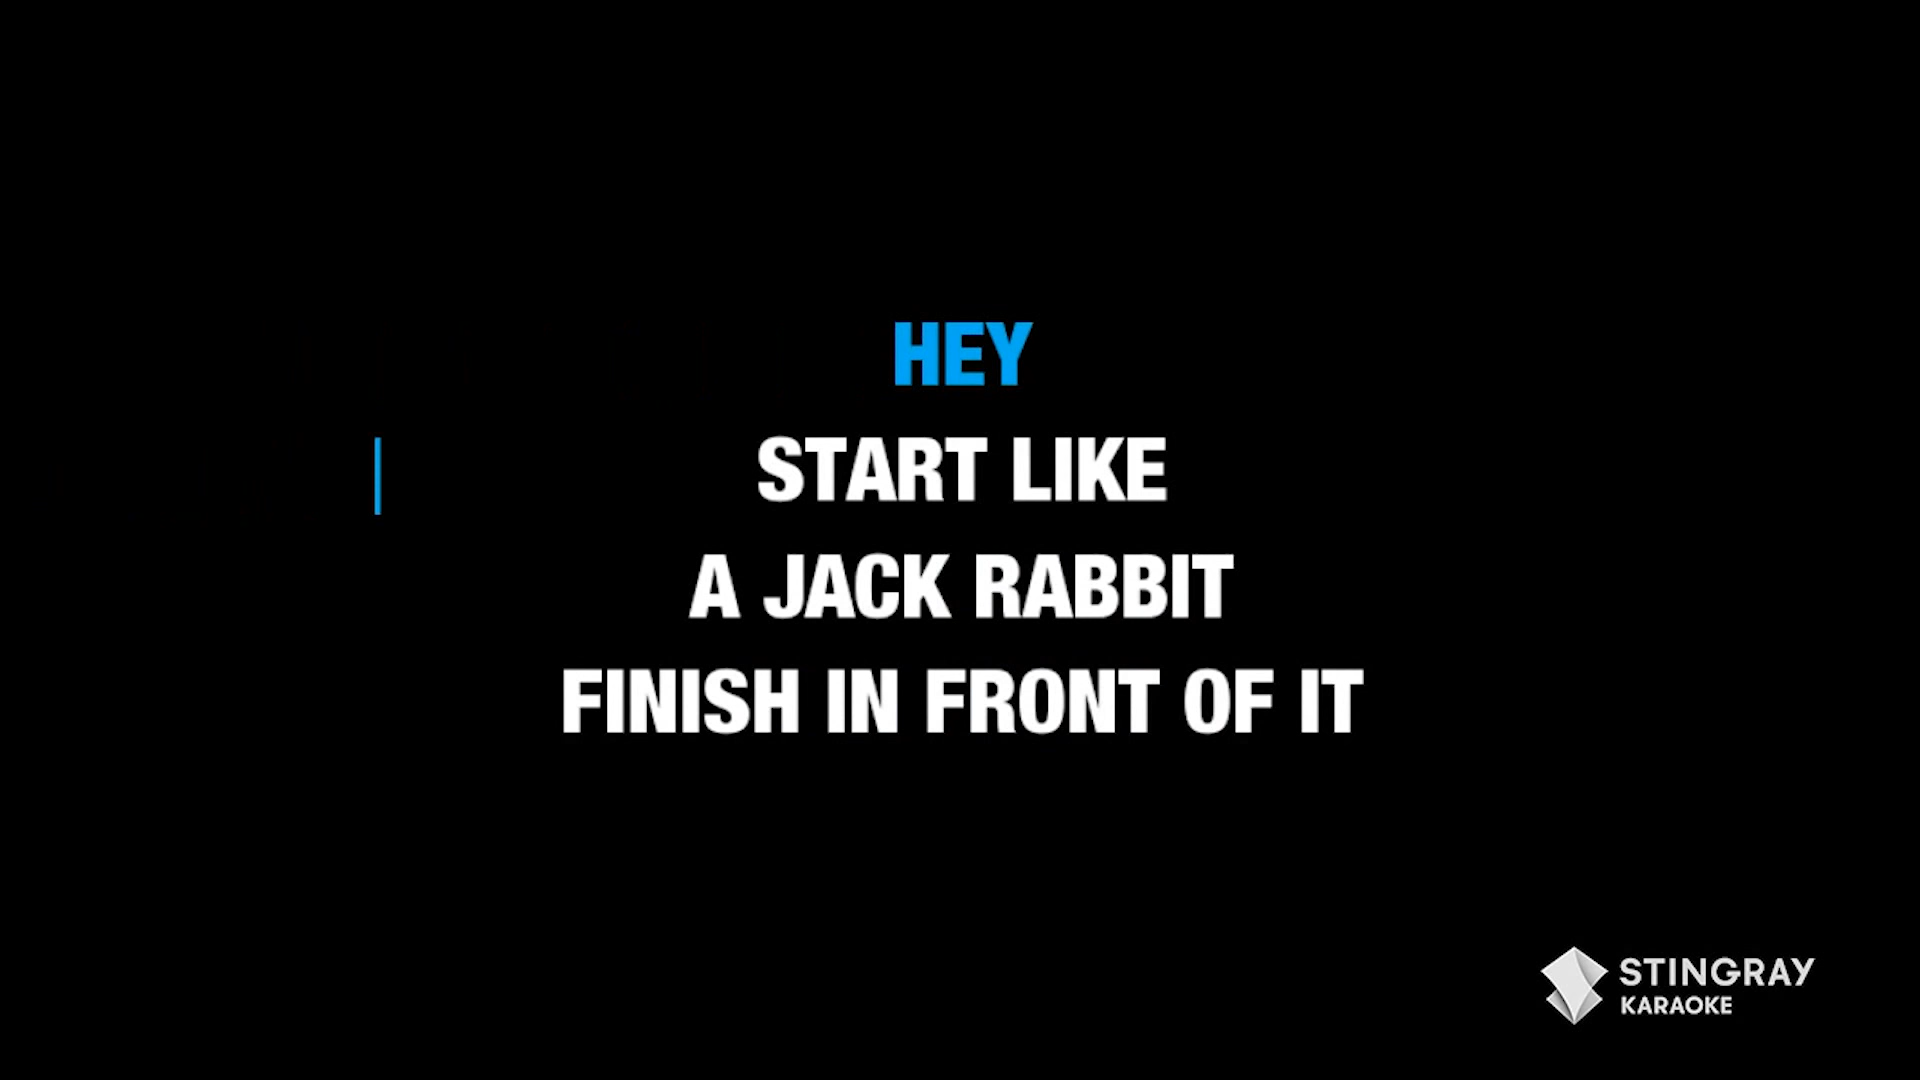 HEY
START LIKE
A JACK RABBIT
FINISH IN FRONT OF IT
STINGRAY
KARAOKE